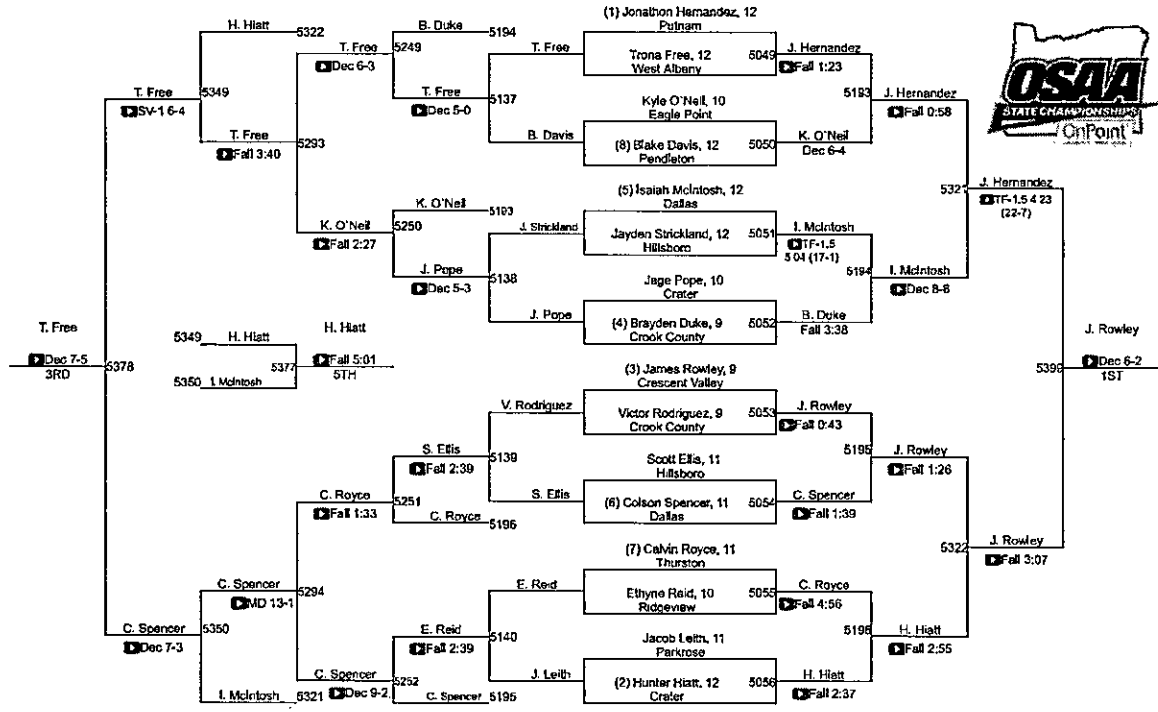 H. Hiatt
5322
B. Duke
5194
(1) Jonathon Hernandez, 12
Putnam
T. Free
Dec 6-3
5249
T. Free
Trona Free, 12
West Albany
5049
J. Hernandez
Fall 1:23
T. Free
SV-1 6-4
5349
T. Free
Dec 5-0
5137
Kyle O'Neil, 10
Eagle Point
5193
J. Hernandez
Fall 0:58
T. Free
Fall 3:40
5293
B. Davis
(8) Blake Davis, 12
Pendleton
5050
K. O'Neil
Dec 6-4
OSAA
STATE CHAMPIONSHIPS
OnPoint
(5) Isaiah McIntosh, 12
Dallas
5321
J. Hernandez
TF-1.5 4:23
(22-7)
K. O'Neil
5193
K. O'Neil
Fall 2:27
5250
J. Strickland
Jayden Strickland, 12
Hillsboro
5051
I. McIntosh
TF-1.5
5:04 (17-1)
J. Pope
Dec 5-3
5138
Jage Pope, 10
Crater
5194
I. McIntosh
Dec 8-6
J. Pope
(4) Brayden Duke, 9
Crook County
5052
B. Duke
Fall 3:38
T. Free
Dec 7-5
3RD
5378
5349
H. Hiatt
5350
I. McIntosh
5377
H. Hiatt
Fall 5:01
5TH
J. Rowley
Dec 6-2
1ST
5399
(3) James Rowley, 9
Crescent Valley
V. Rodriguez
Victor Rodriguez, 9
Crook County
5053
J. Rowley
Fall 0:43
S. Ellis
Fall 2:39
5139
Scott Ellis, 11
Hillsboro
5195
J. Rowley
Fall 1:26
C. Royce
Fall 1:33
5251
S. Ellis
(6) Colson Spencer, 11
Dallas
5054
C. Spencer
Fall 1:39
C. Royce
5196
(7) Calvin Royce, 11
Thurston
5322
J. Rowley
Fall 3:07
C. Spencer
MD 13-1
5294
E. Reid
Ethyne Reid, 10
Ridgeview
5055
C. Royce
Fall 4:56
C. Spencer
Dec 7-3
5350
E. Reid
Fall 2:39
5140
Jacob Leith, 11
Parkrose
5196
H. Hiatt
Fall 2:55
C. Spencer
Dec 9-2
5252
J. Leith
(2) Hunter Hiatt, 12
Crater
5056
H. Hiatt
Fall 2:37
I. McIntosh
5321
C. Spencer
5195